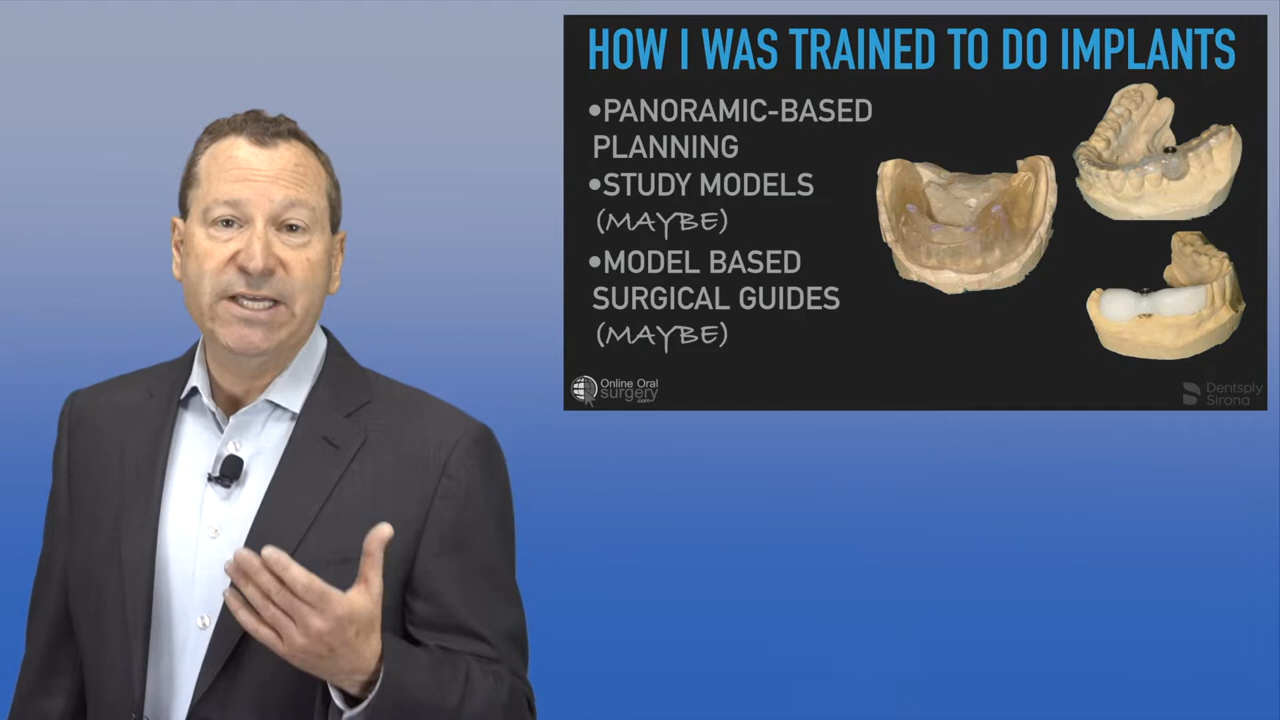 HOW I WAS TRAINED TO DO IMPLANTS
•PANORAMIC-BASED
PLANNING
•STUDY MODELS
(MAYBE)
•MODEL BASED
SURGICAL GUIDES
(MAYBE)
Online Oral
surgery
.com
Dentsply
Sirona